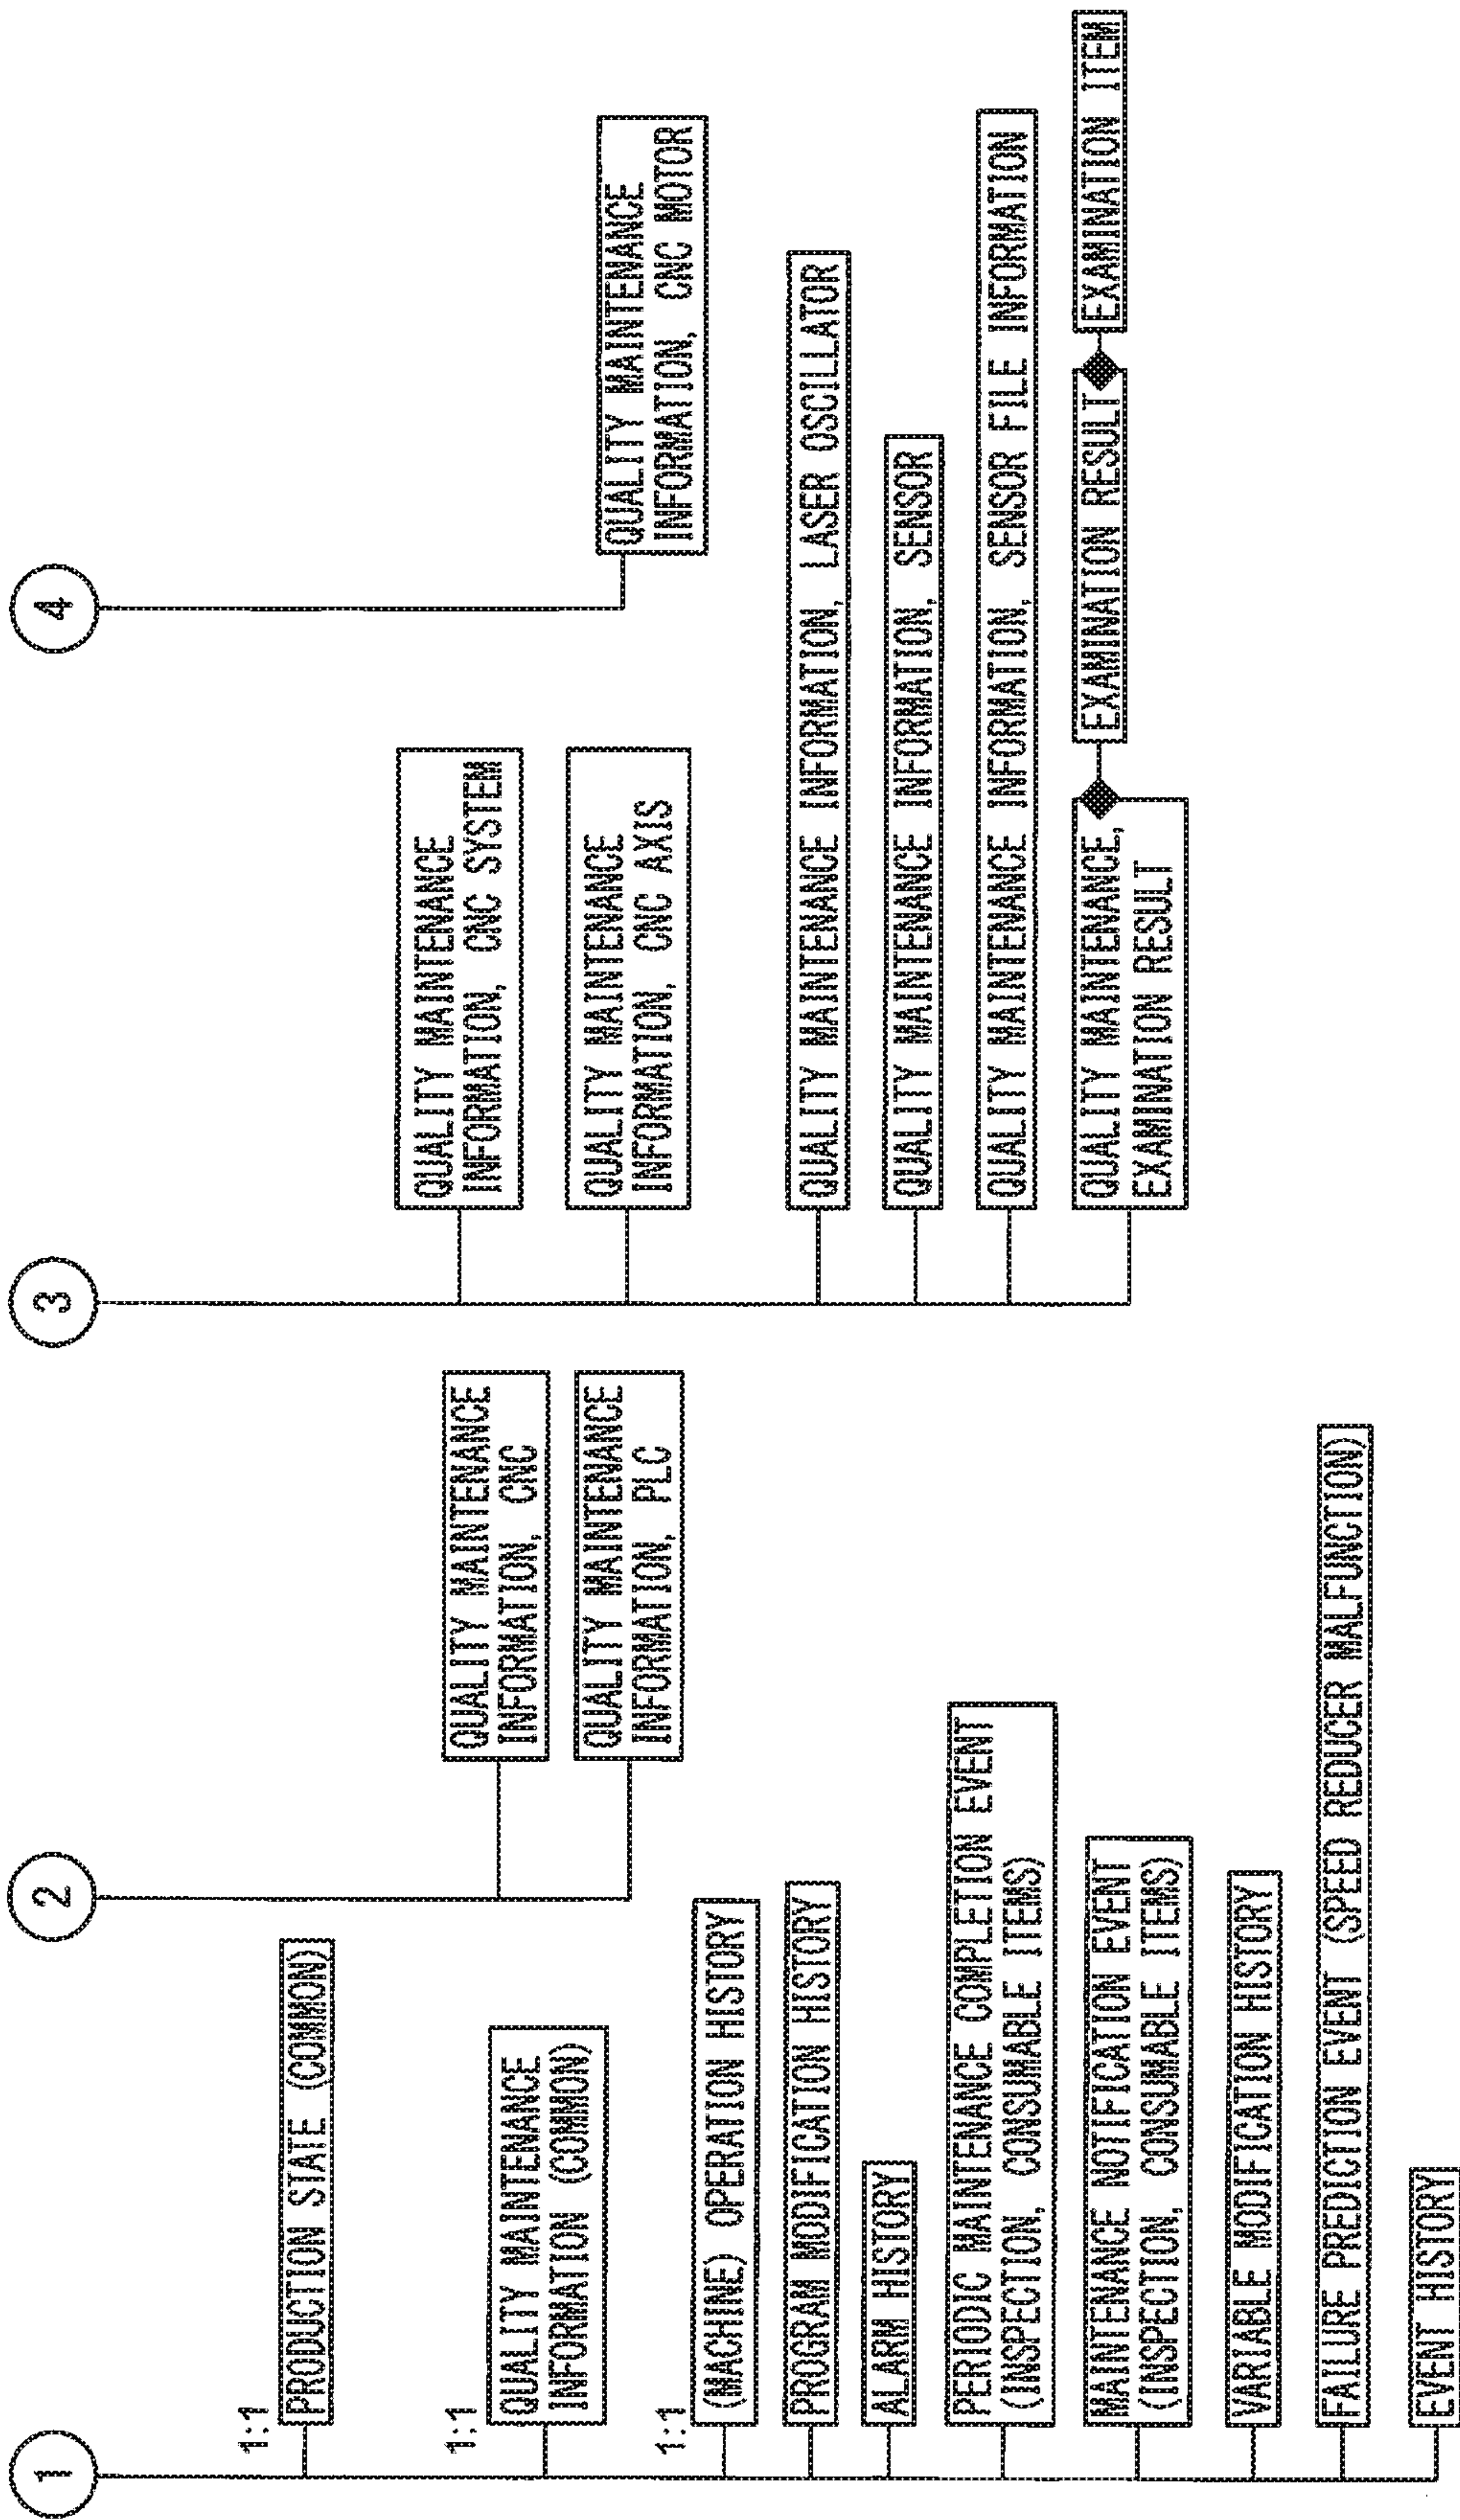 1
1:1
PRODUCTION STATE (COMMON)
1:1
QUALITY MAINTENANCE
INFORMATION (COMMON)
1:1
(MACHINE) OPERATION HISTORY
PROGRAM MODIFICATION HISTORY
ALARM HISTORY
PERIODIC MAINTENANCE COMPLETION EVENT
(INSPECTION, CONSUMABLE ITEMS)
MAINTENANCE NOTIFICATION EVENT
(INSPECTION, CONSUMABLE ITEMS)
VARIABLE MODIFICATION HISTORY
FAILURE PREDICTION EVENT (SPEED REDUCER MALFUNCTION)
EVENT HISTORY
2
QUALITY MAINTENANCE
INFORMATION, CNC
QUALITY MAINTENANCE
INFORMATION, PLC
3
QUALITY MAINTENANCE
INFORMATION, CNC SYSTEM
QUALITY MAINTENANCE
INFORMATION, CNC AXIS
QUALITY MAINTENANCE INFORMATION, LASER OSCILLATOR
QUALITY MAINTENANCE INFORMATION, SENSOR
QUALITY MAINTENANCE INFORMATION, SENSOR FILE INFORMATION
QUALITY MAINTENANCE,
EXAMINATION RESULT
EXAMINATION RESULT
EXAMINATION ITEM
4
QUALITY MAINTENANCE
INFORMATION, CNC MOTOR